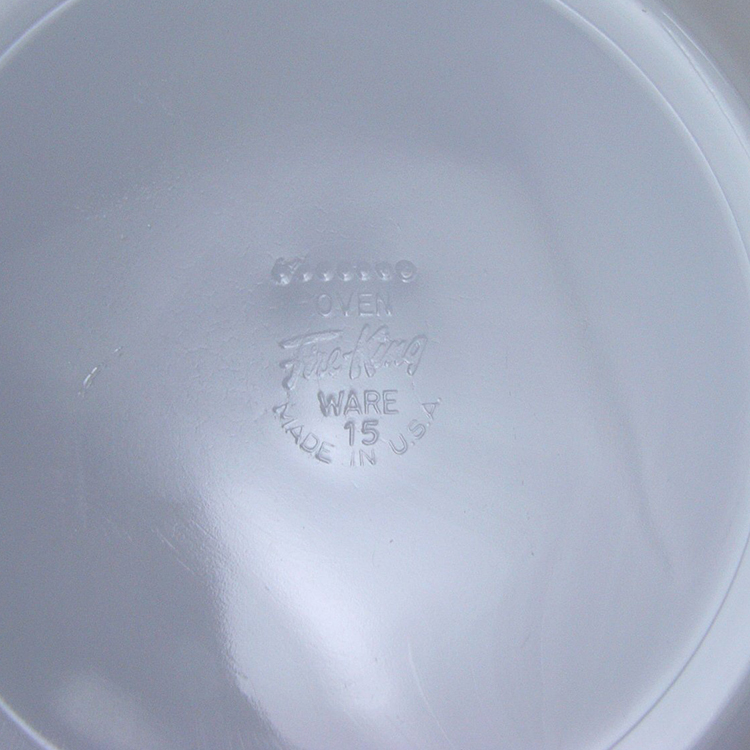 OVEN
Fire-King
WARE
15
MADE IN U.S.A